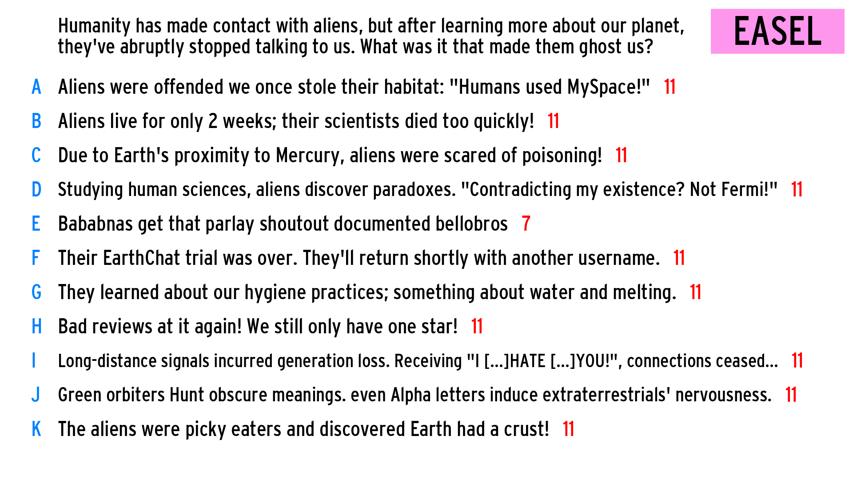 Humanity has made contact with aliens, but after learning more about our planet,
they've abruptly stopped talking to us. What was it that made them ghost us?
EASEL
A Aliens were offended we once stole their habitat: "Humans used MySpace!" 11
B Aliens live for only 2 weeks; their scientists died too quickly! 11
C Due to Earth's proximity to Mercury, aliens were scared of poisoning! 11
D Studying human sciences, aliens discover paradoxes. "Contradicting my existence? Not Fermi!" 11
E Bababnas get that parlay shoutout documented bellobros 7
F Their EarthChat trial was over. They'll return shortly with another username. 11
G They learned about our hygiene practices; something about water and melting. 11
H Bad reviews at it again! We still only have one star! 11
I Long-distance signals incurred generation loss. Receiving "I [...]HATE [...]YOU!", connections ceased... 11
J Green orbiters Hunt obscure meanings. even Alpha letters induce extraterrestrials' nervousness. 11
K The aliens were picky eaters and discovered Earth had a crust! 11